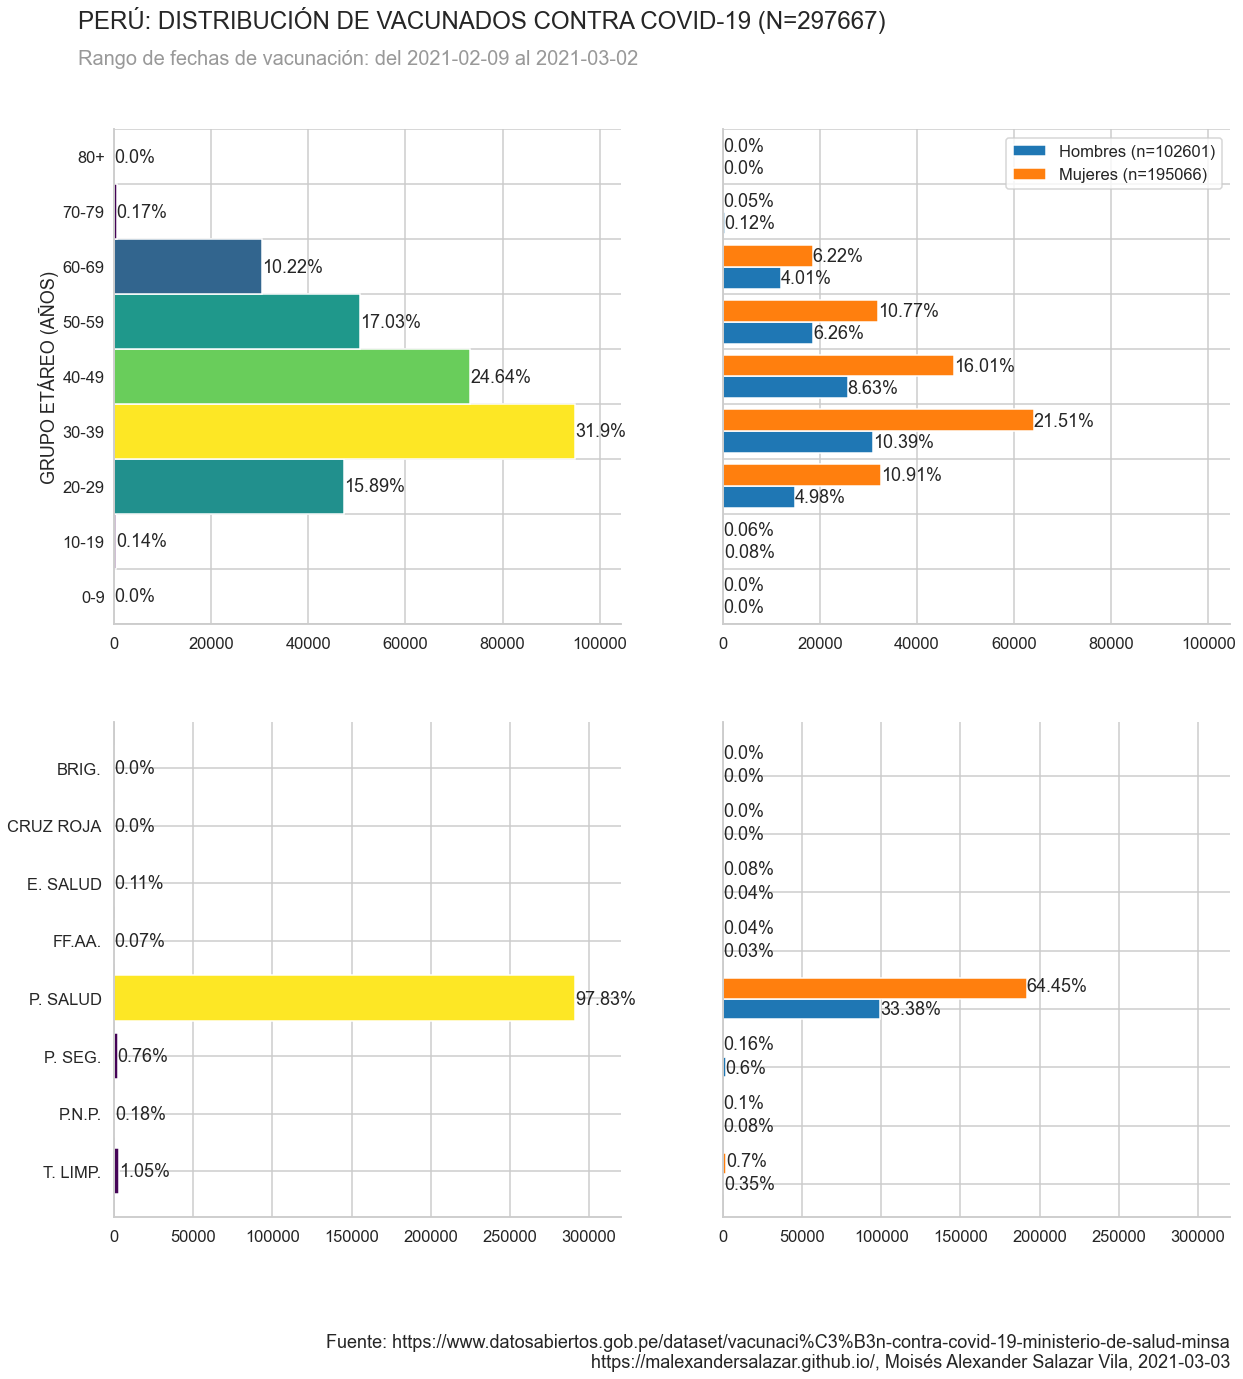 PERÚ: DISTRIBUCIÓN DE VACUNADOS CONTRA COVID-19 (N=297667)
Rango de fechas de vacunación: del 2021-02-09 al 2021-03-02
GRUPO ETÁREO (AÑOS)
80+ 0.0%
70-79 0.17%
60-69 10.22%
50-59 17.03%
40-49 24.64%
30-39 31.9%
20-29 15.89%
10-19 0.14%
0-9 0.0%
0 20000 40000 60000 80000 100000
Hombres (n=102601)
Mujeres (n=195066)
0.0%
0.0%
0.05%
0.12%
6.22%
4.01%
10.77%
6.26%
16.01%
8.63%
21.51%
10.39%
10.91%
4.98%
0.06%
0.08%
0.0%
0.0%
0 20000 40000 60000 80000 100000
BRIG. 0.0%
CRUZ ROJA 0.0%
E. SALUD 0.11%
FF.AA. 0.07%
P. SALUD 97.83%
P. SEG. 0.76%
P.N.P. 0.18%
T. LIMP. 1.05%
0 50000 100000 150000 200000 250000 300000
0.0%
0.0%
0.0%
0.0%
0.08%
0.04%
0.04%
0.03%
64.45%
33.38%
0.16%
0.6%
0.1%
0.08%
0.7%
0.35%
0 50000 100000 150000 200000 250000 300000
Fuente: https://www.datosabiertos.gob.pe/dataset/vacunaci%C3%B3n-contra-covid-19-ministerio-de-salud-minsa
https://malexandersalazar.github.io/, Moisés Alexander Salazar Vila, 2021-03-03